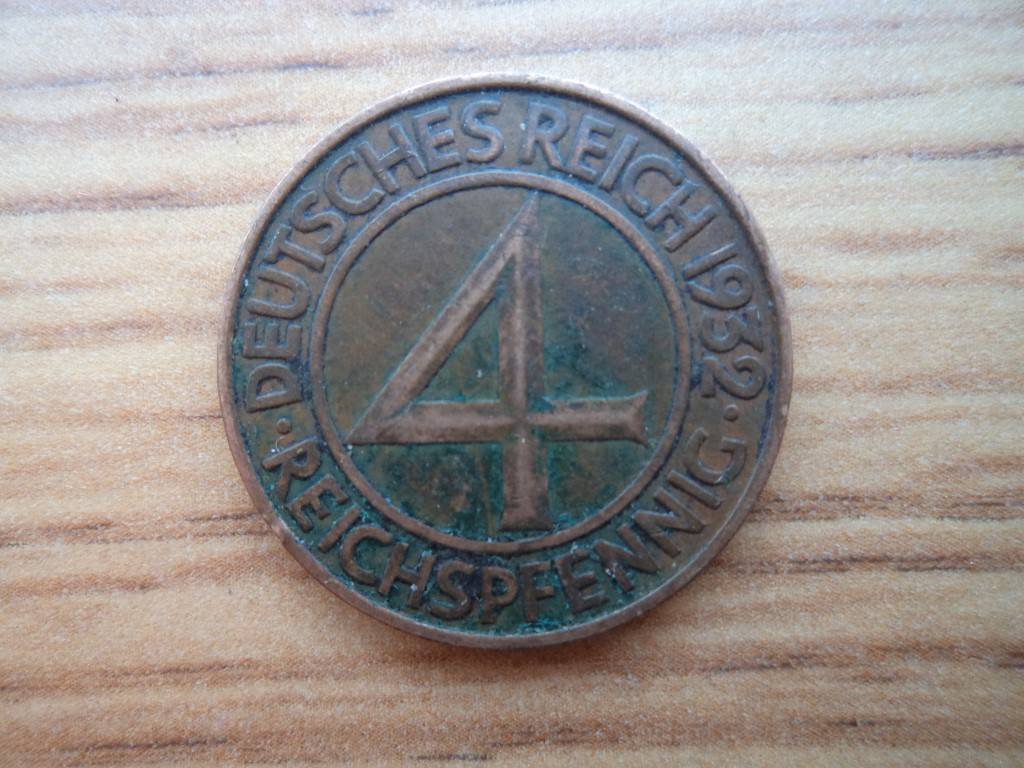 DEUTSCHES REICH 1932
4
· REICHSPFENNIG ·